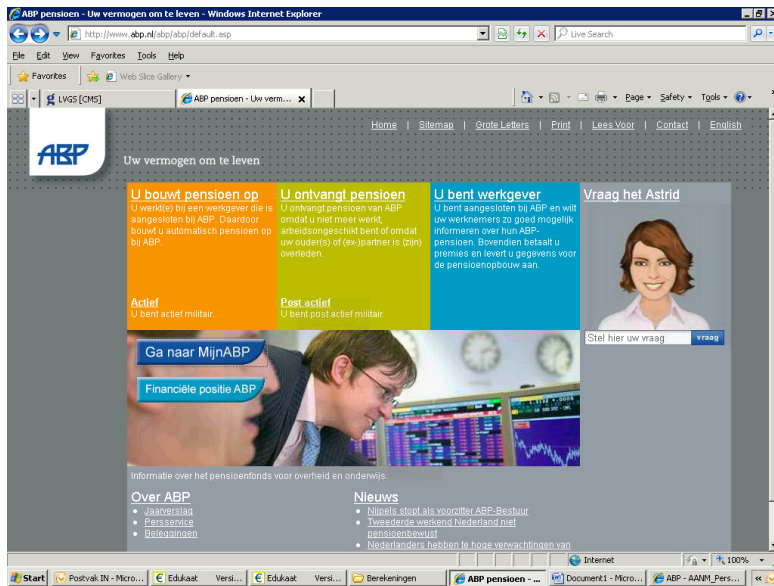 ABP pensioen - Uw vermogen om te leven - Windows Internet Explorer
http://www.abp.nl/abp/abp/default.asp
Live Search
File Edit View Favorites Tools Help
Favorites
Web Slice Gallery
LVGS [CMS]
ABP pensioen - Uw verm...
Page Safety Tools
Home | Sitemap | Grote Letters | Print | Lees Voor | Contact | English
ABP
Uw vermogen om te leven
U bouwt pensioen op
U werkt(e) bij een werkgever die is
aangesloten bij ABP. Daardoor
bouwt u automatisch pensioen op
bij ABP.
Actief
U bent actief militair.
U ontvangt pensioen
U ontvangt pensioen van ABP
omdat u niet meer werkt,
arbeidsongeschikt bent of omdat
uw ouder(s) of (ex-)partner is (zijn)
overleden.
Post actief
U bent post actief militair.
U bent werkgever
U bent aangesloten bij ABP en wilt
uw werknemers zo goed mogelijk
informeren over hun ABP-
pensioen. Bovendien betaalt u
premies en levert u gegevens voor
de pensioenopbouw aan.
Vraag het Astrid
Stel hier uw vraag
vraag
Ga naar MijnABP
Financiële positie ABP
Informatie over het pensioenfonds voor overheid en onderwijs.
Over ABP
Jaarverslag
Persservice
Beleggingen
Nieuws
Nijpels stopt als voorzitter ABP-Bestuur
Tweederde werkend Nederland niet
pensioenbewust
Nederlanders hebben te hoge verwachtingen van
Internet
100%
Start
Postvak IN - Micro...
Edukaat Versi...
Edukaat Versi...
Berekeningen
ABP pensioen - ...
Document1 - Micro...
ABP - AANM_Pers...